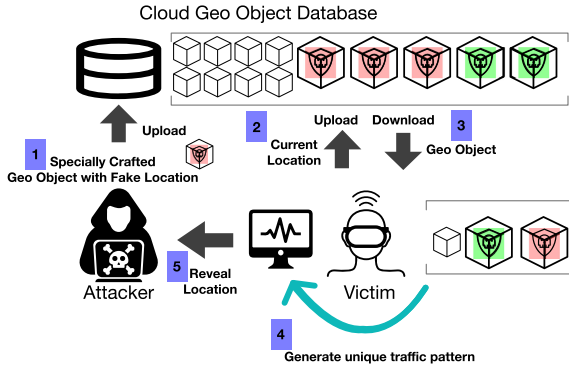 Cloud Geo Object Database
1
Upload
Specially Crafted
Geo Object with Fake Location
2
Upload
Current
Location
Download
3
Geo Object
Attacker
5
Reveal
Location
Victim
4
Generate unique traffic pattern